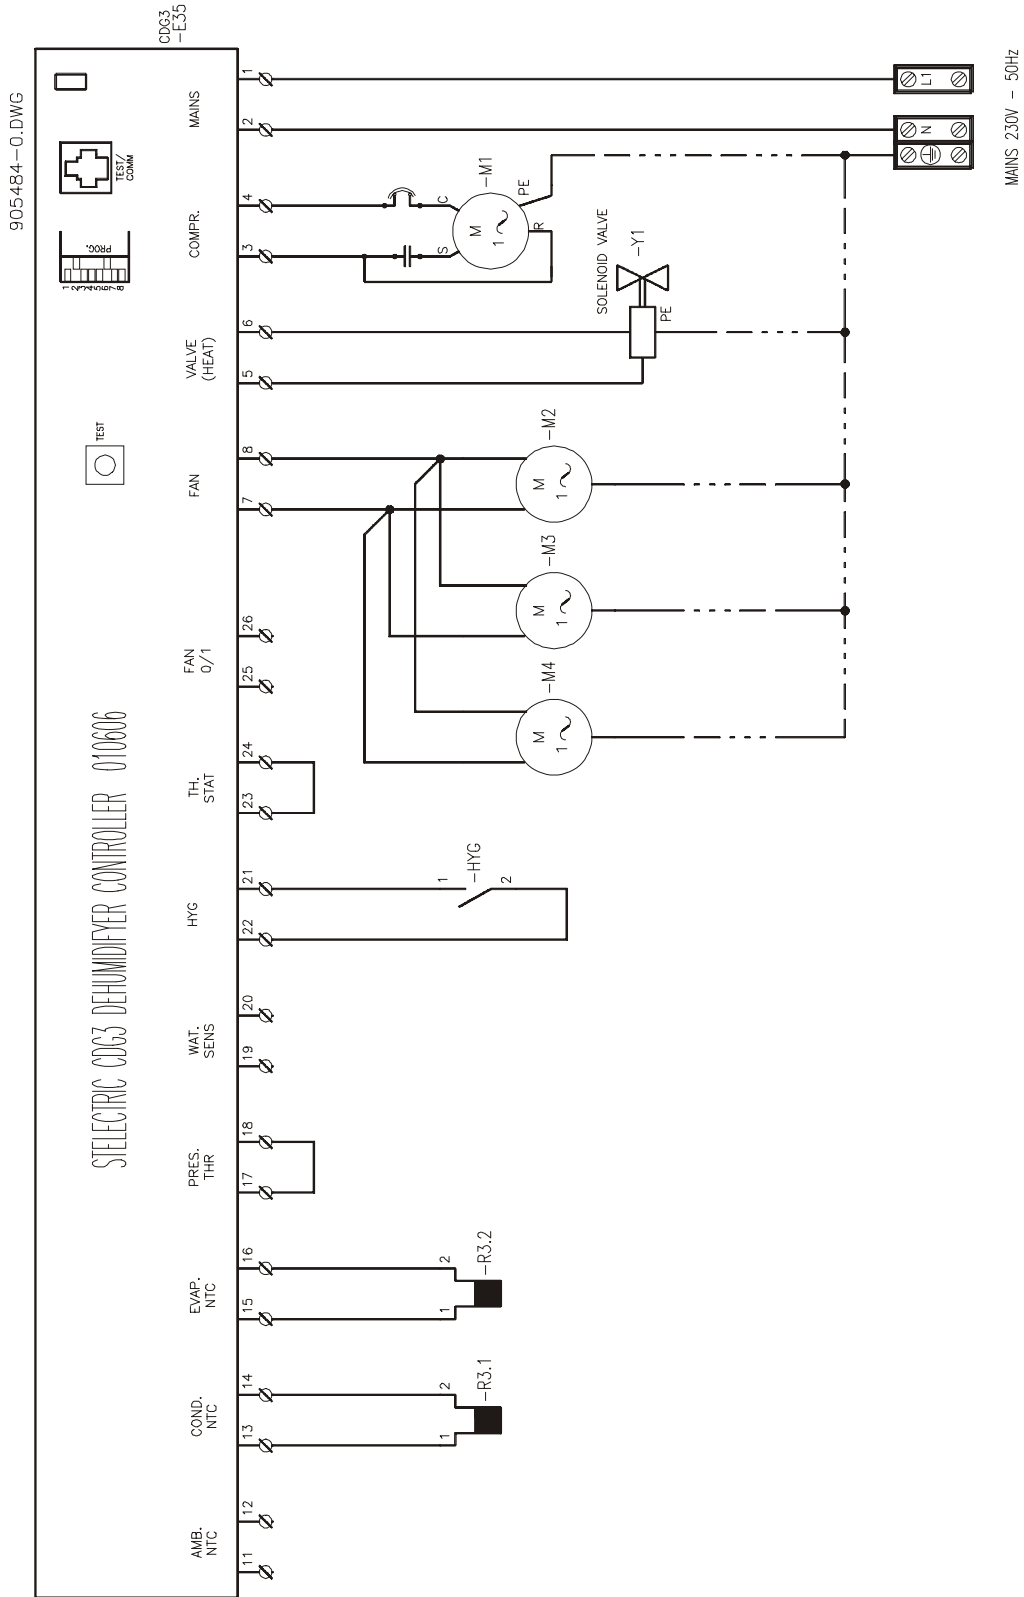 905484-0.DWG
CDG3
-E35
STELECTRIC CDG3 DEHUMIDIFYER CONTROLLER 010606
TEST/
COMM
PROG.
1
2
3
4
5
6
7
8
TEST
MAINS
1
2
COMPR.
4
3
VALVE
(HEAT)
6
5
FAN
8
7
FAN
0/1
26
25
TH.
STAT
24
23
HYG
21
22
WAT.
SENS
20
19
PRES.
THR
18
17
EVAP.
NTC
16
15
COND.
NTC
14
13
AMB.
NTC
12
11
L1
N
MAINS 230V - 50Hz
C
S
R
M
1
PE
-M1
SOLENOID VALVE
-Y1
PE
M
1
-M2
M
1
-M3
M
1
-M4
1
2
-HYG
2
1
-R3.2
2
1
-R3.1